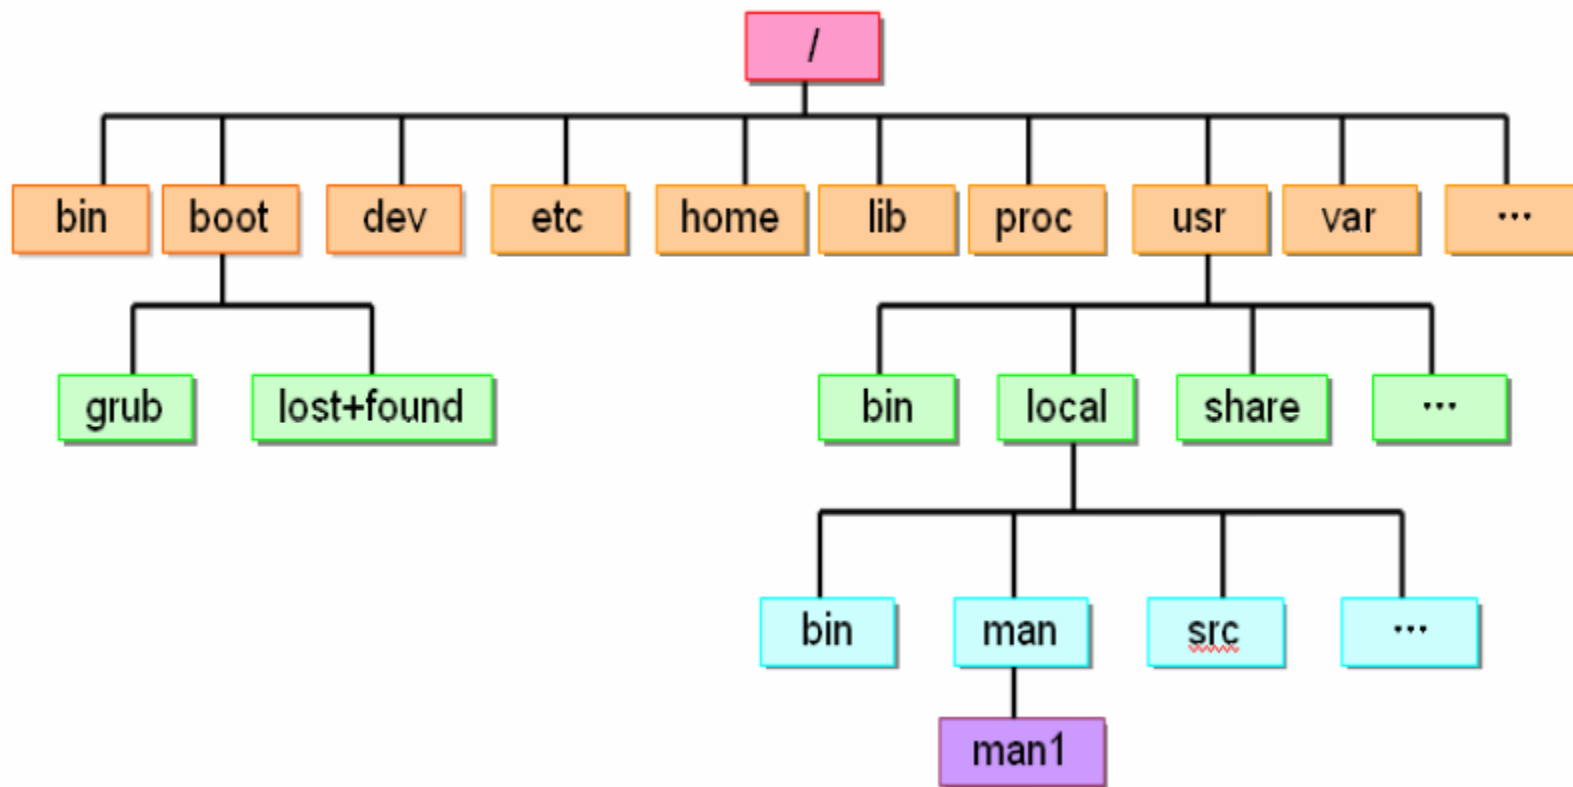 /
bin boot dev etc home lib proc usr var ...
grub lost+found bin local share ...
bin man src ...
man1